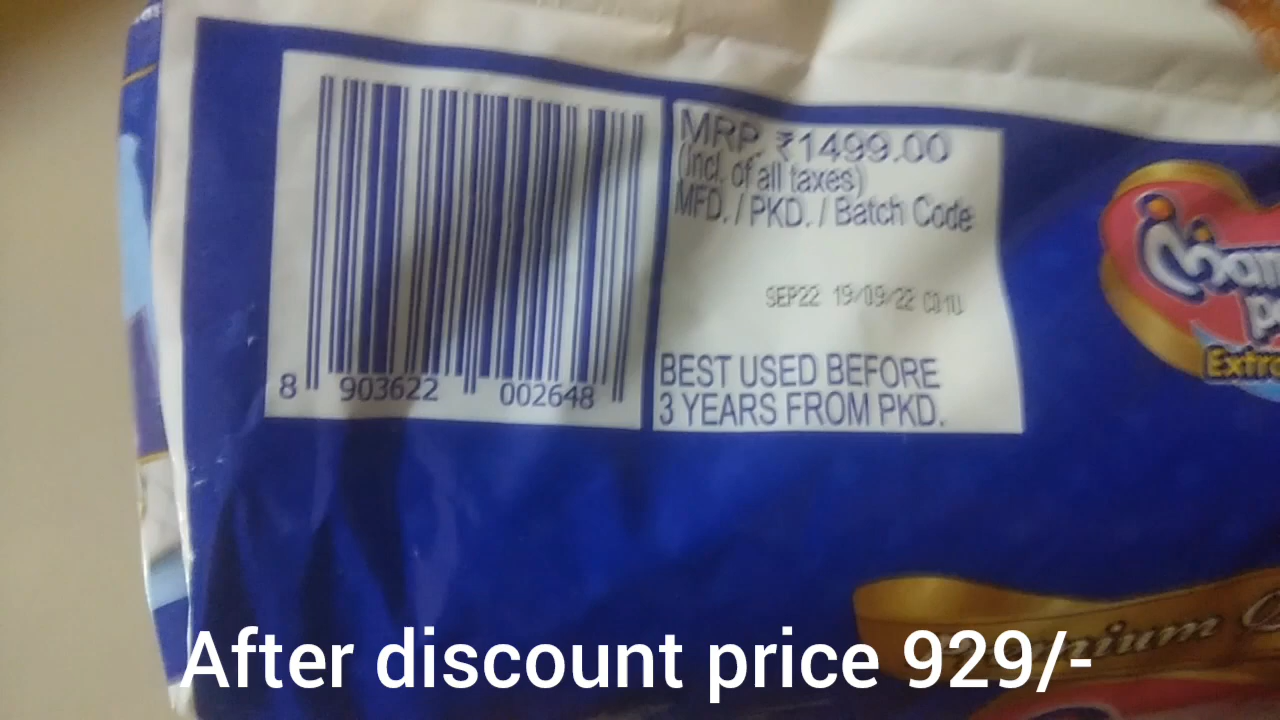 MRP ₹1499.00
(Incl. of all taxes)
MFD. / PKD. / Batch Code
SEP22 19/09/22
BEST USED BEFORE
3 YEARS FROM PKD.
8 903622 002648
Extra
After discount price 929/-